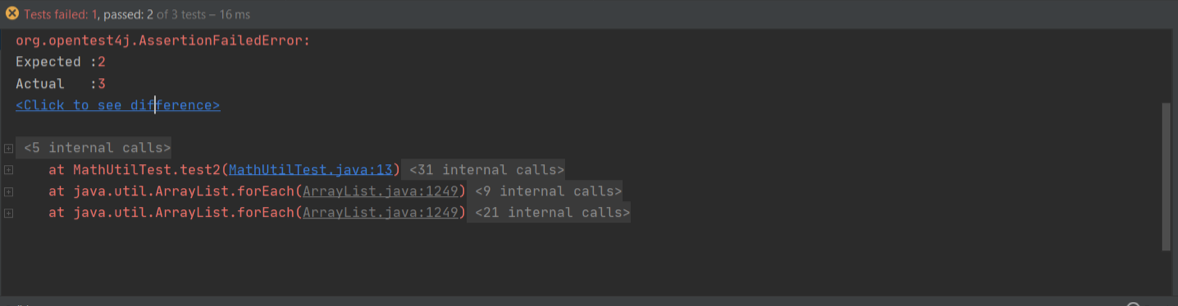 Tests failed: 1, passed: 2 of 3 tests – 16 ms
org.opentest4j.AssertionFailedError:
Expected :2
Actual   :3
<Click to see difference>
<5 internal calls>
at MathUtilTest.test2(MathUtilTest.java:13) <31 internal calls>
at java.util.ArrayList.forEach(ArrayList.java:1249) <9 internal calls>
at java.util.ArrayList.forEach(ArrayList.java:1249) <21 internal calls>